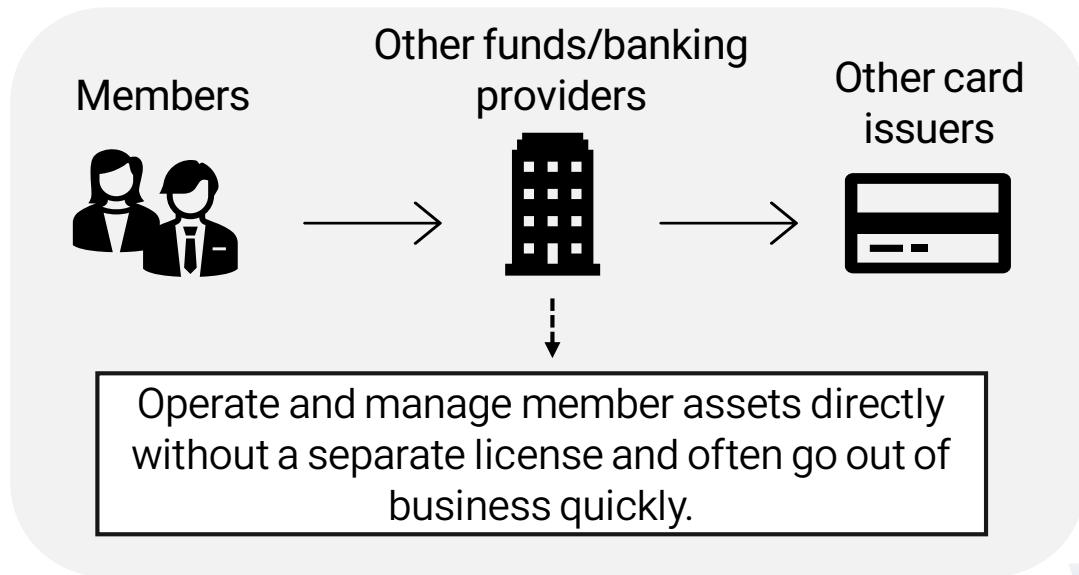 Members
Other funds/banking
providers
Other card
issuers
Operate and manage member assets directly
without a separate license and often go out of
business quickly.